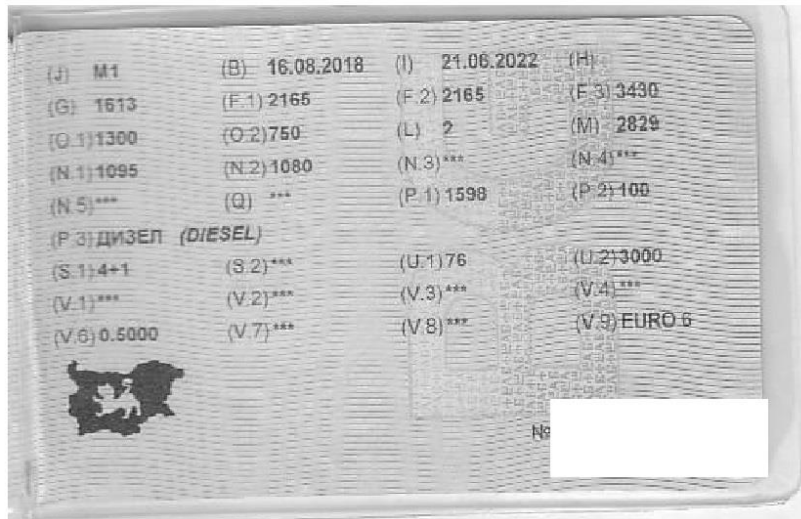 (J) M1 (B) 16.08.2018 (I) 21.06.2022 (H)
(G) 1613 (F.1) 2165 (F.2) 2165 (F.3) 3430
(O.1) 1300 (O.2) 750 (L) 2 (M) 2829
(N.1) 1095 (N.2) 1080 (N.3) *** (N.4) ***
(N.5) *** (Q) *** (P.1) 1598 (P.2) 100
(P.3) ДИЗЕЛ (DIESEL)
(S.1) 4+1 (S.2) *** (U.1) 76 (U.2) 3000
(V.1) *** (V.2) *** (V.3) *** (V.4) ***
(V.6) 0.5000 (V.7) *** (V.8) *** (V.9) EURO 6
№